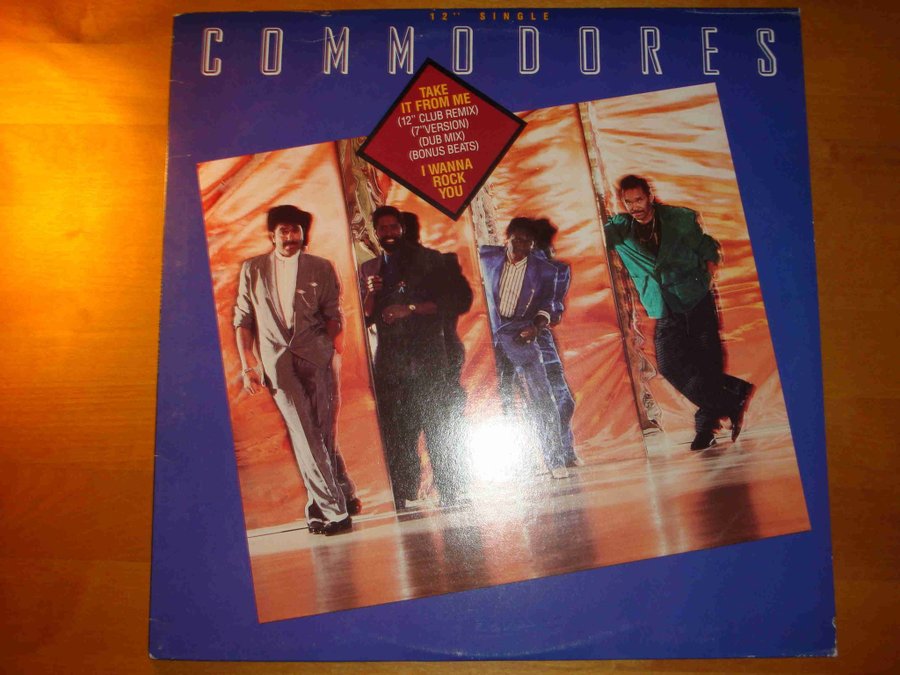 12" SINGLE
COMMODORES
TAKE
IT FROM ME
(12" CLUB REMIX)
(7" VERSION)
(DUB MIX)
(BONUS BEATS)
I WANNA
ROCK
YOU